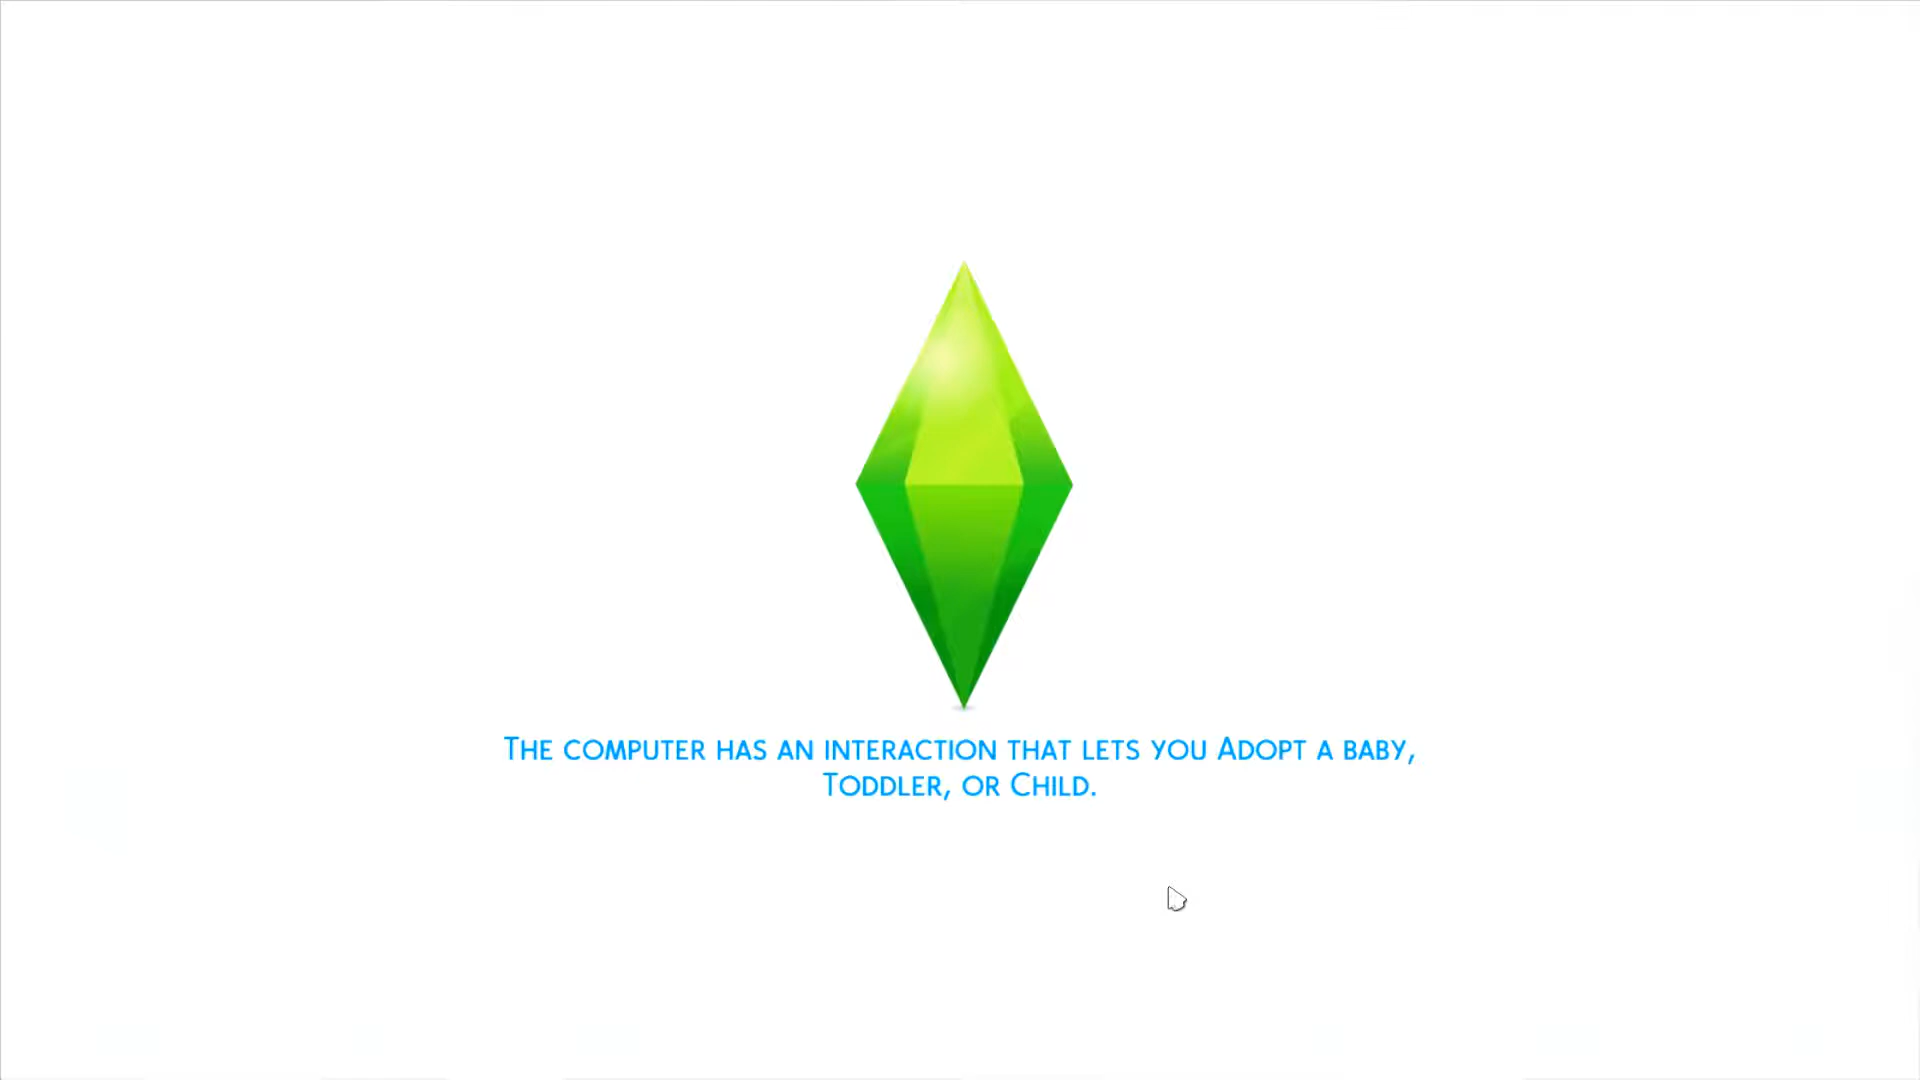 The computer has an interaction that lets you Adopt a baby,
Toddler, or Child.